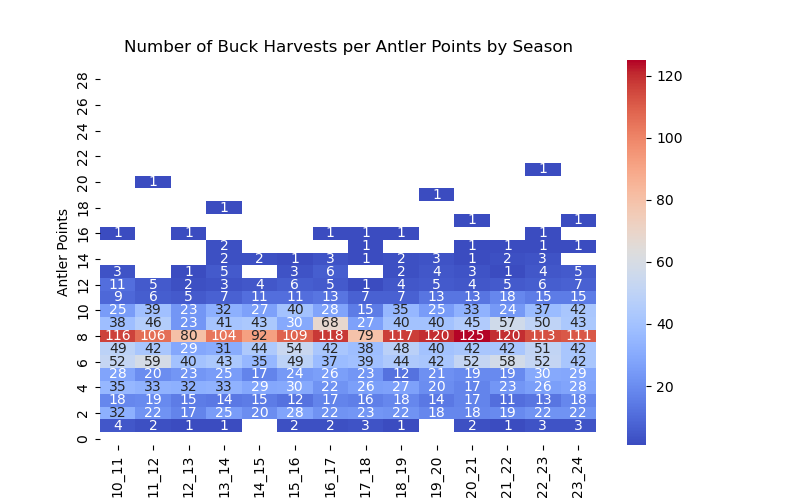 Number of Buck Harvests per Antler Points by Season
Antler Points
28
26
24
22
1
20 1
1
18 1
1 1
16 1 1 1 1 1 1
2 1 1 1 1 1
14 2 2 1 3 1 2 3 1 2 3
3 1 5 3 6 2 4 3 1 4 5
12 11 5 2 3 4 6 5 1 4 5 4 5 6 7
9 6 5 7 11 11 13 7 7 13 13 18 15 15
10 25 39 23 32 27 40 28 15 35 25 33 24 37 42
38 46 23 41 43 30 68 27 40 40 45 57 50 43
8 116 106 80 104 92 109 118 79 117 120 125 120 113 111
49 42 29 31 44 54 42 38 48 40 42 42 51 42
6 52 59 40 43 35 49 37 39 44 42 52 58 52 60
28 20 23 25 17 24 26 23 12 21 19 19 30 29
4 35 33 32 33 29 30 22 26 27 20 17 23 26 28
18 19 15 14 15 12 17 16 18 14 17 11 13 18
2 32 22 17 25 20 28 22 23 22 18 18 19 22 22
4 2 1 1 2 2 3 1 2 1 3 3
0
10_11 11_12 12_13 13_14 14_15 15_16 16_17 17_18 18_19 19_20 20_21 21_22 22_23 23_24
120
100
80
60
40
20